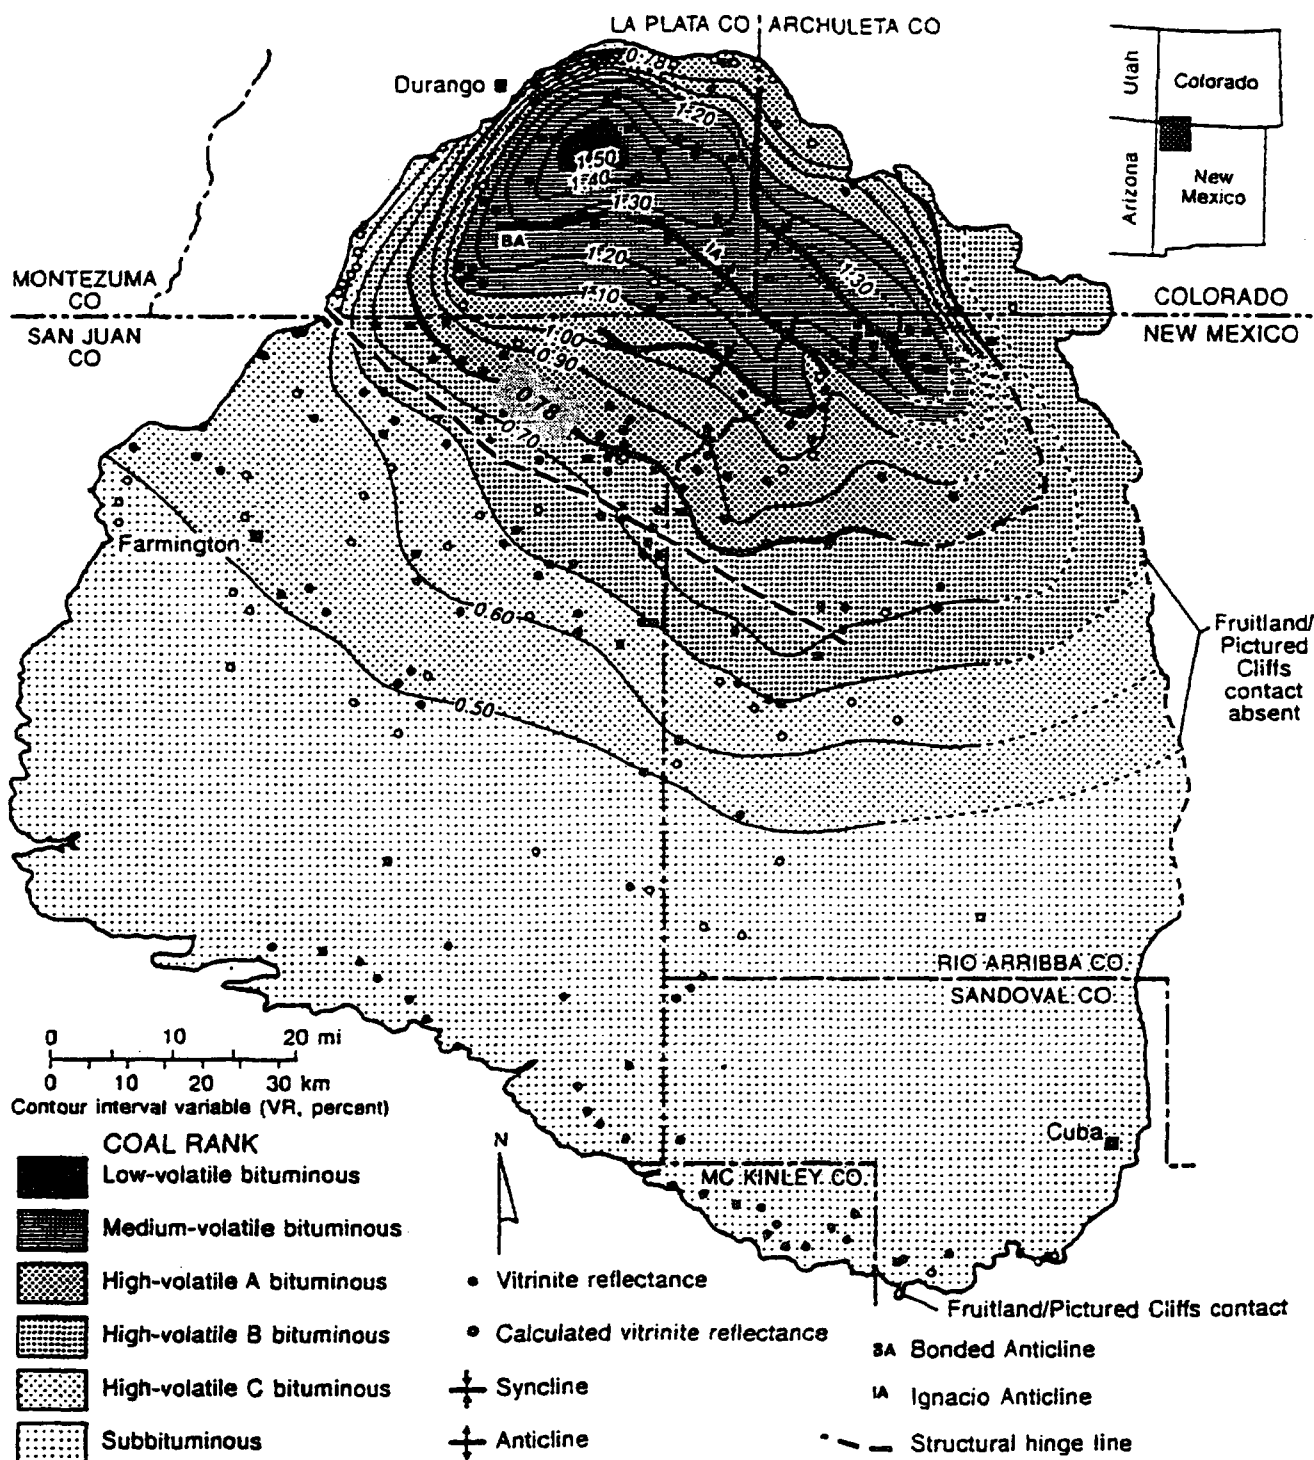 LA PLATA CO ARCHULETA CO
Durango
Utah
Colorado
Arizona
New
Mexico
0.78
1.20
1.50
1.40
1.30
BA
IA
1.20
1.30
1.10
MONTEZUMA
CO
SAN JUAN
CO
COLORADO
NEW MEXICO
1.00
0.90
0.78
0.70
Farmington
0.60
0.50
Fruitland/
Pictured
Cliffs
contact
absent
RIO ARRIBBA CO.
SANDOVAL CO.
0 10 20 mi
0 10 20 30 km
Contour interval variable (VR, percent)
Cuba
MC KINLEY CO.
N
COAL RANK
Low-volatile bituminous
Medium-volatile bituminous
High-volatile A bituminous
High-volatile B bituminous
High-volatile C bituminous
Subbituminous
Vitrinite reflectance
Calculated vitrinite reflectance
Syncline
Anticline
Fruitland/Pictured Cliffs contact
BA Bonded Anticline
IA Ignacio Anticline
Structural hinge line